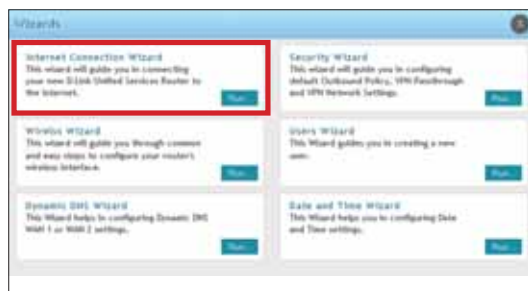 Wizards
Internet Connection Wizard
This wizard will guide you in connecting
your new D-Link Unified Services Router to
the Internet.
Run...
Security Wizard
This wizard will guide you in configuring
default Outbound Policy, VPN Passthrough
and VPN Network Settings.
Run...
Wireless Wizard
This wizard will guide you through common
and easy steps to configure your router's
wireless interface.
Run...
Users Wizard
This Wizard guides you in creating a new
user.
Run...
Dynamic DNS Wizard
This Wizard helps in configuring Dynamic DNS
WAN 1 or WAN 2 settings.
Run...
Date and Time Wizard
This Wizard helps you in configuring Date
and Time settings.
Run...